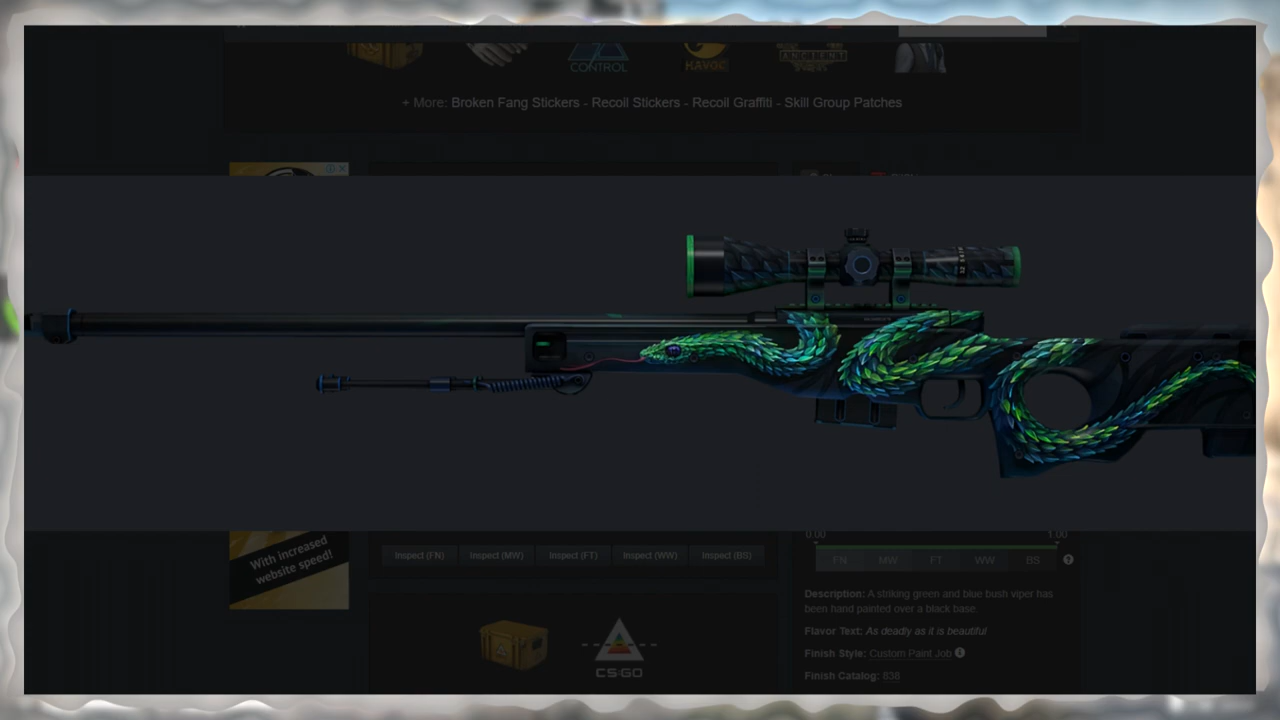 CONTROL
HAVOC
ANCIENT
+ More: Broken Fang Stickers - Recoil Stickers - Recoil Graffiti - Skill Group Patches
With increased
website speed!
0.00 1.00
Inspect (FN) Inspect (MW) Inspect (FT) Inspect (WW) Inspect (BS)
FN MW FT WW BS
Description: A striking green and blue bush viper has
been hand painted over a black base.
Flavor Text: As deadly as it is beautiful
Finish Style: Custom Paint Job
Finish Catalog: 838
CS:GO